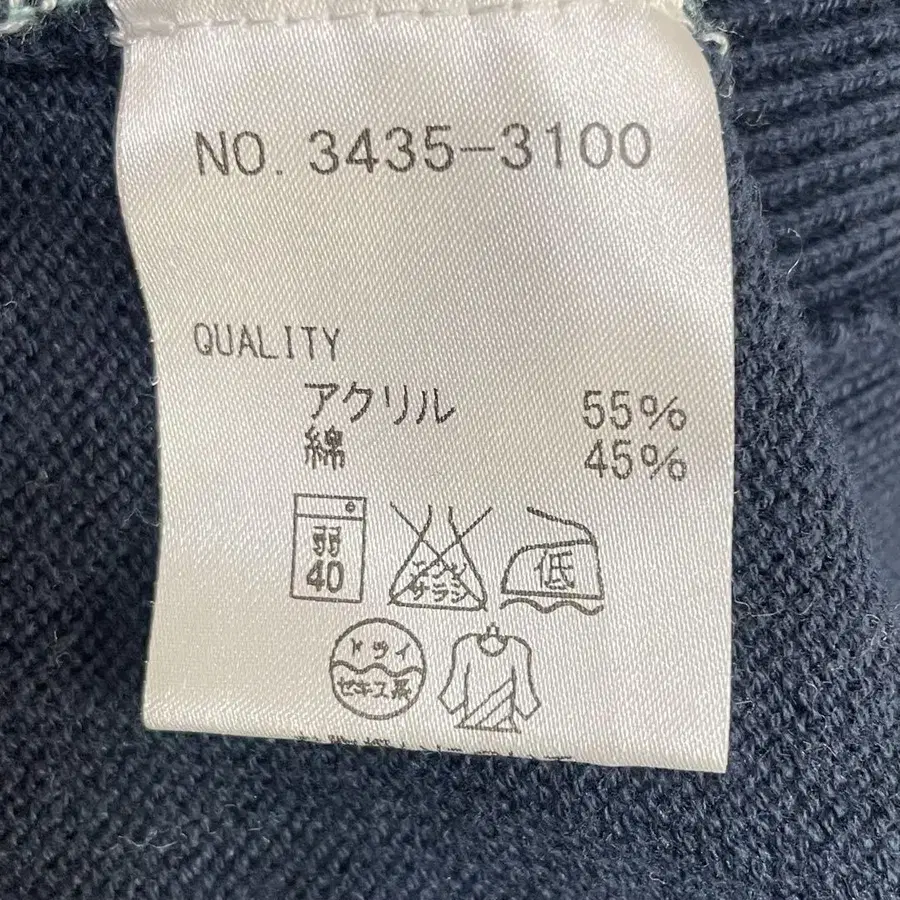 NO. 3435-3100
QUALITY
アクリル 55%
綿 45%
弱
40
エンソ
サラシ
低
ドライ
セキユ系